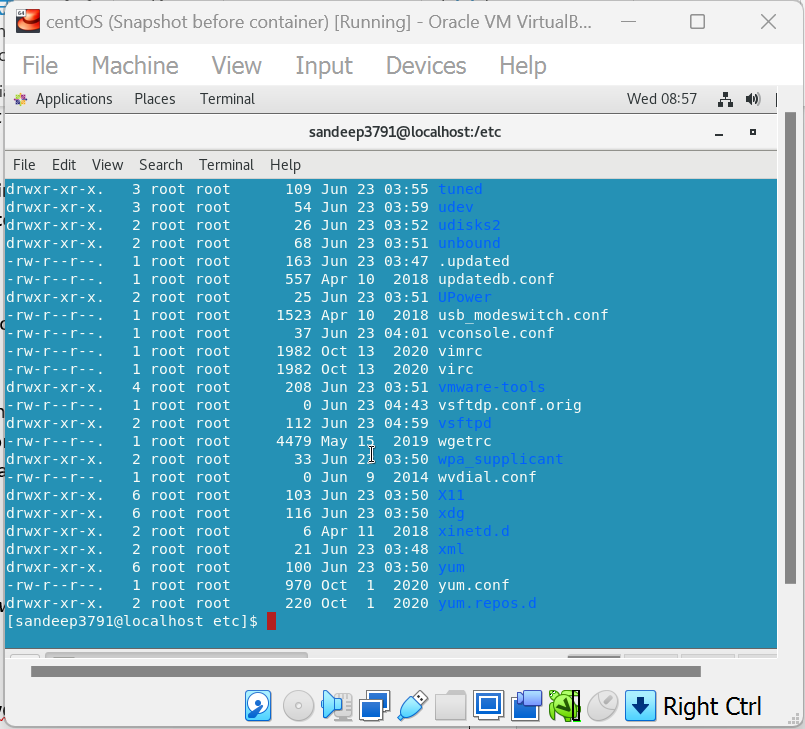 centOS (Snapshot before container) [Running] - Oracle VM VirtualB...
File Machine View Input Devices Help
Applications Places Terminal Wed 08:57
sandeep3791@localhost:/etc
File Edit View Search Terminal Help
drwxr-xr-x. 3 root root 109 Jun 23 03:55 tuned
drwxr-xr-x. 3 root root 54 Jun 23 03:59 udev
drwxr-xr-x. 2 root root 26 Jun 23 03:52 udisks2
drwxr-xr-x. 2 root root 68 Jun 23 03:51 unbound
-rw-r--r--. 1 root root 163 Jun 23 03:47 .updated
-rw-r--r--. 1 root root 557 Apr 10 2018 updatedb.conf
drwxr-xr-x. 2 root root 25 Jun 23 03:51 UPower
-rw-r--r--. 1 root root 1523 Apr 10 2018 usb_modeswitch.conf
-rw-r--r--. 1 root root 37 Jun 23 04:01 vconsole.conf
-rw-r--r--. 1 root root 1982 Oct 13 2020 vimrc
-rw-r--r--. 1 root root 1982 Oct 13 2020 virc
drwxr-xr-x. 4 root root 208 Jun 23 03:51 vmware-tools
-rw-r--r--. 1 root root 0 Jun 23 04:43 vsftdp.conf.orig
drwxr-xr-x. 2 root root 112 Jun 23 04:59 vsftpd
-rw-r--r--. 1 root root 4479 May 15 2019 wgetrc
drwxr-xr-x. 2 root root 33 Jun 23 03:50 wpa_supplicant
-rw-r--r--. 1 root root 0 Jun 9 2014 wvdial.conf
drwxr-xr-x. 6 root root 103 Jun 23 03:50 X11
drwxr-xr-x. 6 root root 116 Jun 23 03:50 xdg
drwxr-xr-x. 2 root root 6 Apr 11 2018 xinetd.d
drwxr-xr-x. 2 root root 21 Jun 23 03:48 xml
drwxr-xr-x. 6 root root 100 Jun 23 03:50 yum
-rw-r--r--. 1 root root 970 Oct 1 2020 yum.conf
drwxr-xr-x. 2 root root 220 Oct 1 2020 yum.repos.d
[sandeep3791@localhost etc]$
Right Ctrl